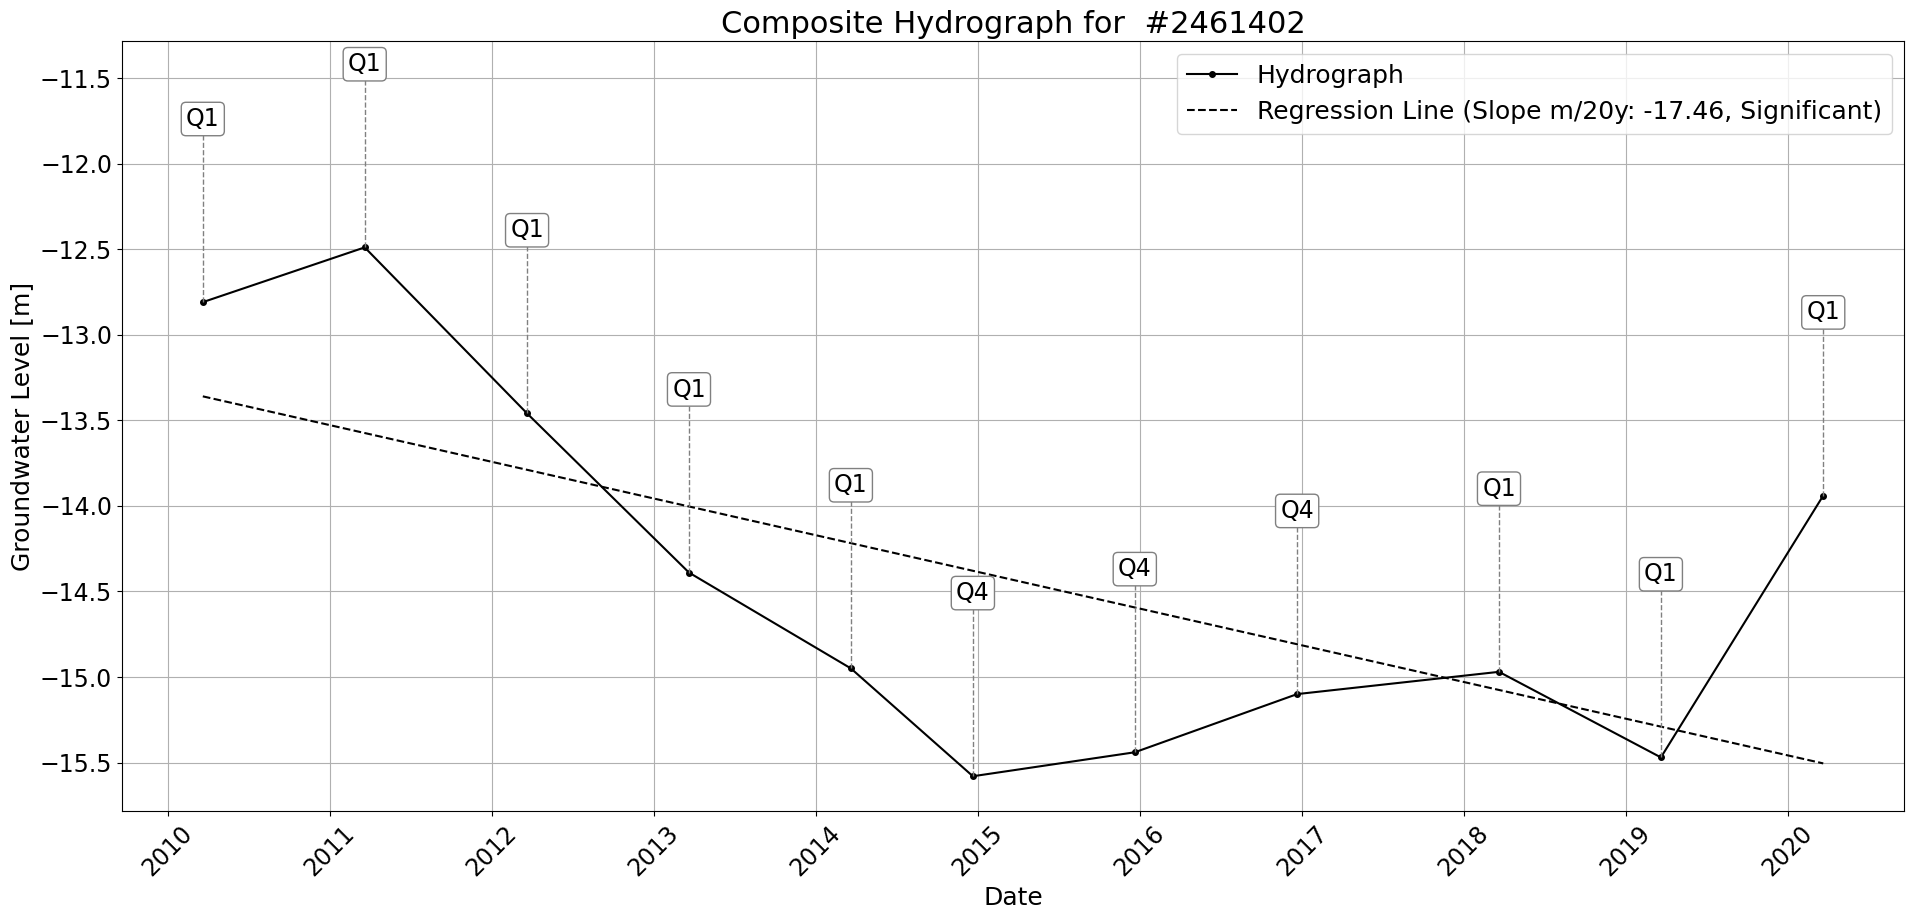 Composite Hydrograph for  #2461402
Hydrograph
Regression Line (Slope m/20y: -17.46, Significant)
Groundwater Level [m]
−11.5
−12.0
−12.5
−13.0
−13.5
−14.0
−14.5
−15.0
−15.5
Q1
Q1
Q1
Q1
Q1
Q4
Q4
Q4
Q1
Q1
Q1
2010
2011
2012
2013
2014
2015
2016
2017
2018
2019
2020
Date